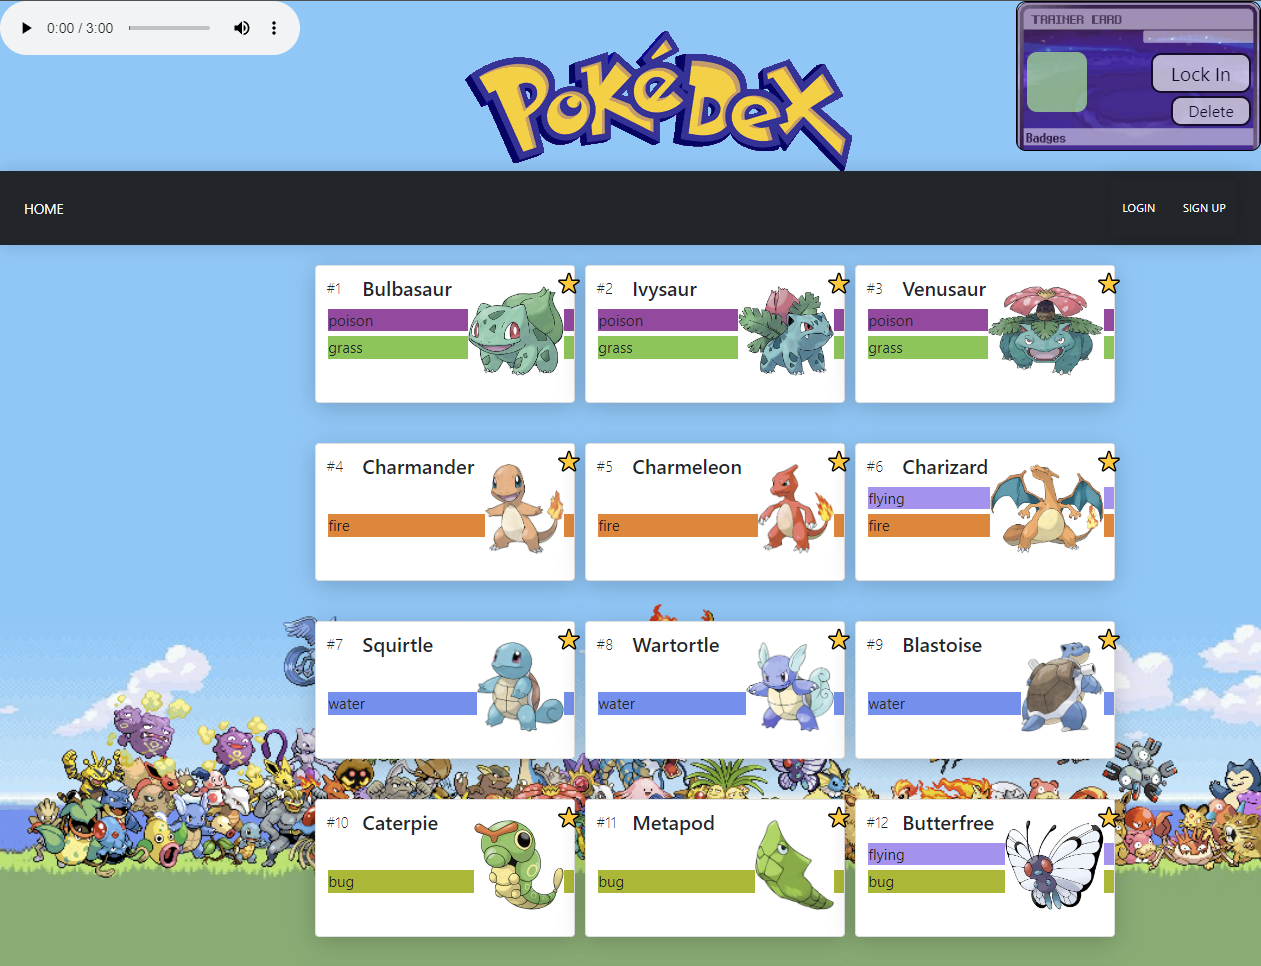 0:00 / 3:00
POKéDEX
TRAINER CARD
Lock In
Delete
Badges
HOME
LOGIN
SIGN UP
#1 Bulbasaur
poison
grass
#2 Ivysaur
poison
grass
#3 Venusaur
poison
grass
#4 Charmander
fire
#5 Charmeleon
fire
#6 Charizard
flying
fire
#7 Squirtle
water
#8 Wartortle
water
#9 Blastoise
water
#10 Caterpie
bug
#11 Metapod
bug
#12 Butterfree
flying
bug